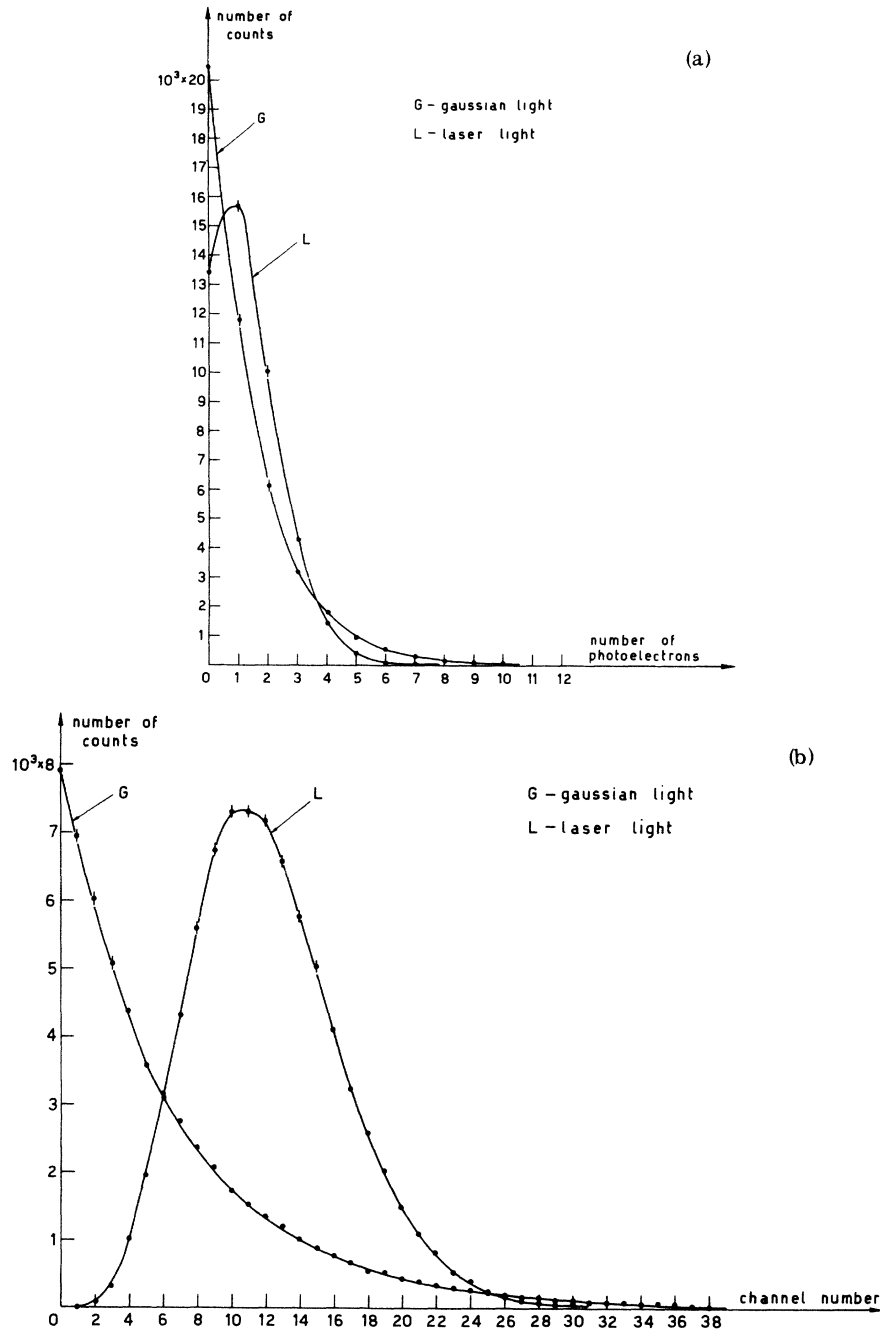 number of
counts
(a)
10³×20
G – gaussian light
19
L – laser light
18
G
17
16
15
L
14
13
12
11
10
9
8
7
6
5
4
3
2
1
number of
photoelectrons
0 1 2 3 4 5 6 7 8 9 10 11 12
number of
counts
(b)
10³×8
G
L
G – gaussian light
L – laser light
7
6
5
4
3
2
1
channel number
0 2 4 6 8 10 12 14 16 18 20 22 24 26 28 30 32 34 36 38